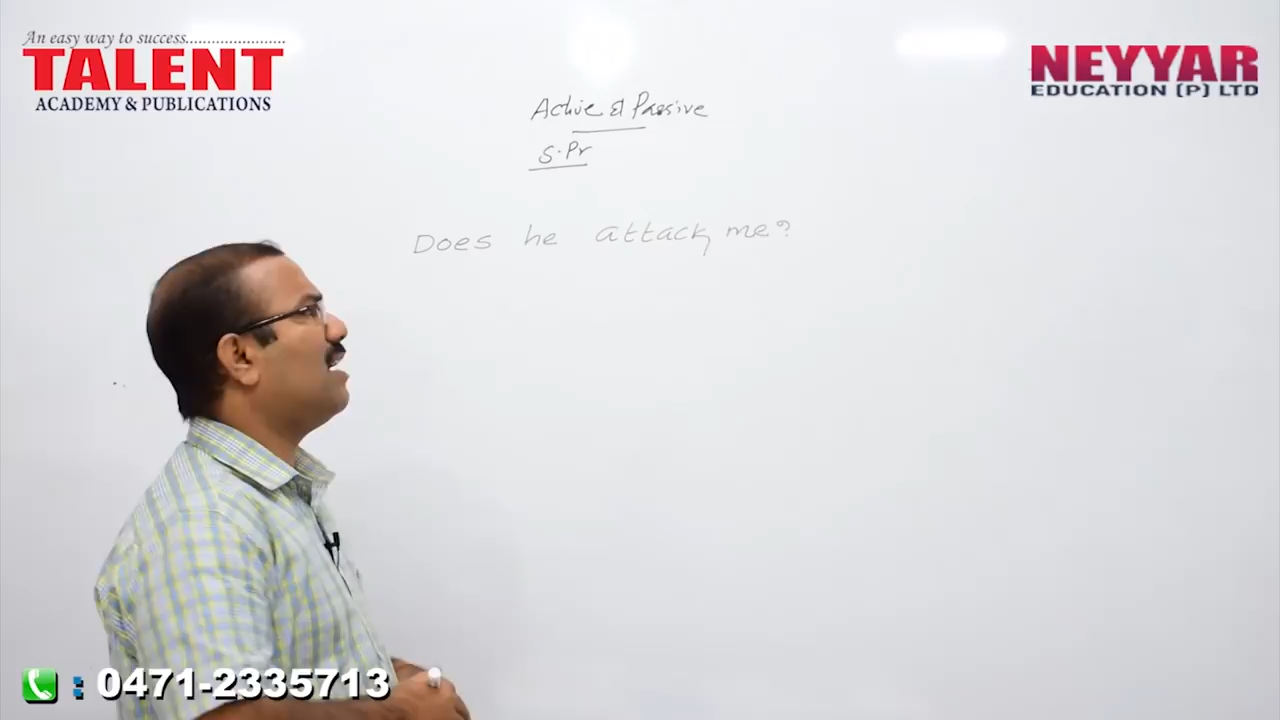 An easy way to success........................
TALENT
ACADEMY & PUBLICATIONS
NEYYAR
EDUCATION (P) LTD
Active & Passive
S.Pr
Does he attack me?
: 0471-2335713